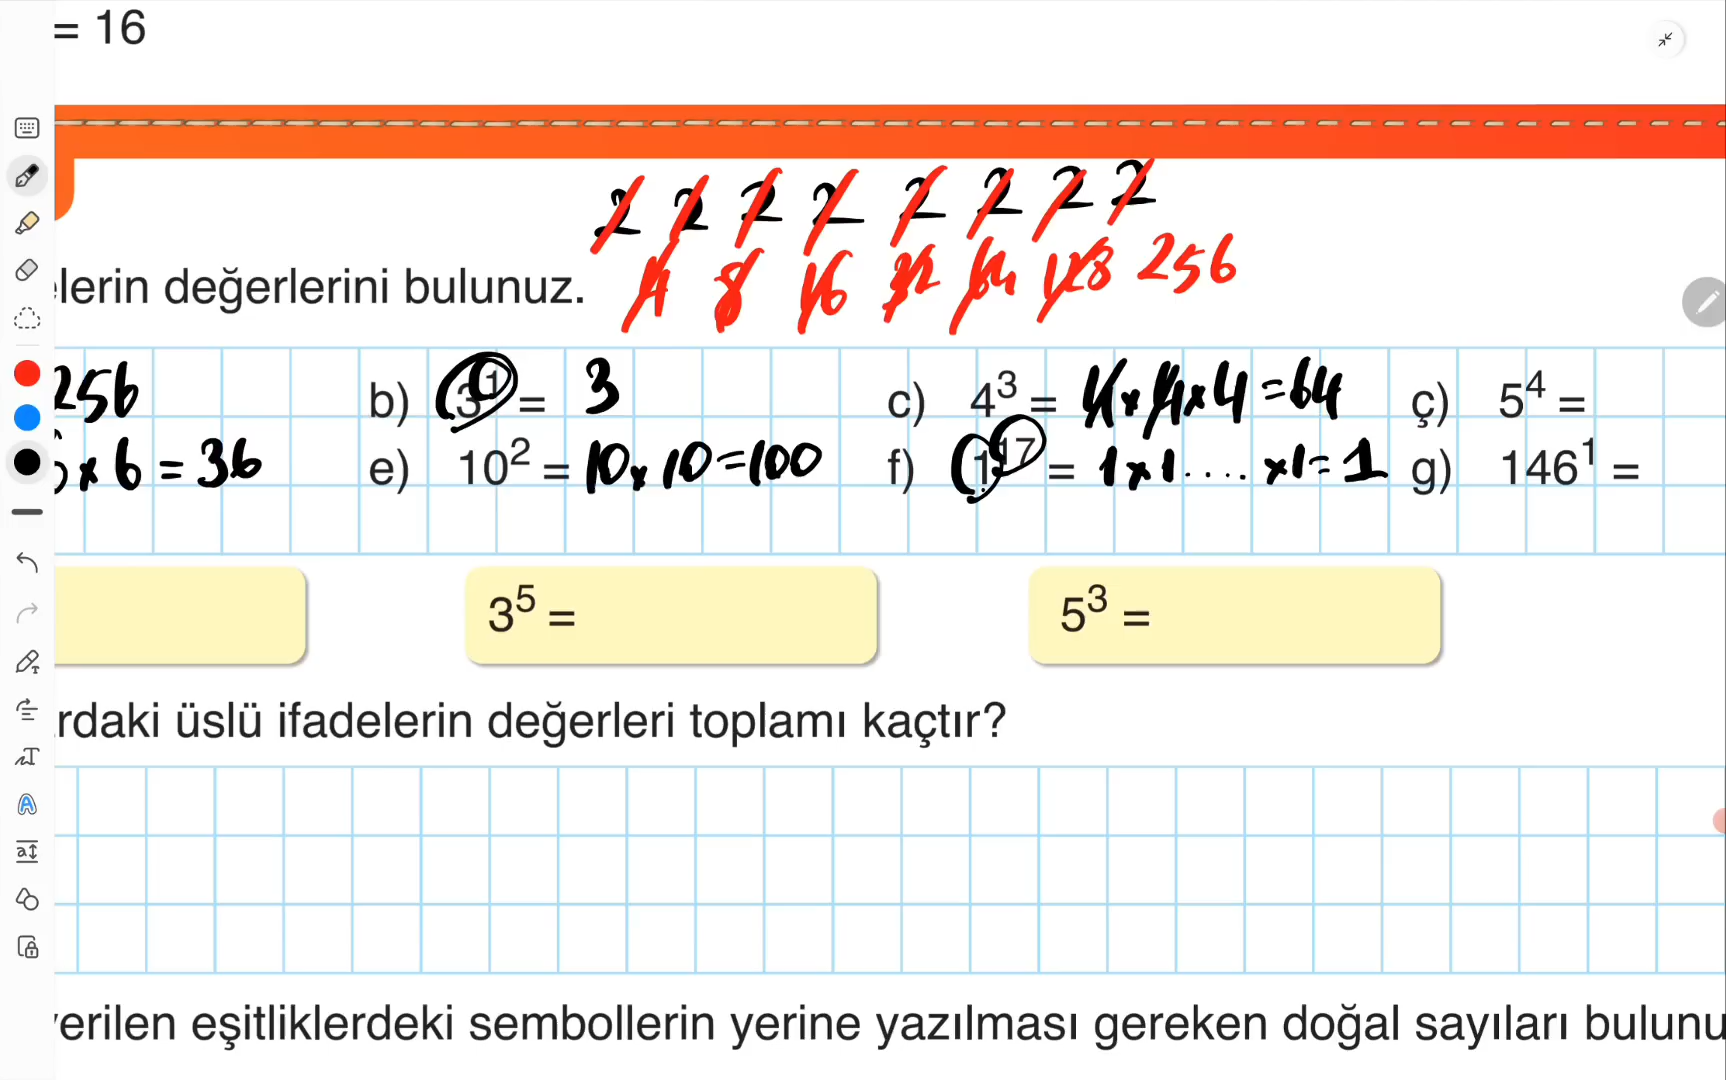 = 16
2 2 2 2 2 2 2 2
lerin değerlerini bulunuz. 4 8 16 32 64 128 256
256 b) 3¹ = 3 c) 4³ = 4x4x4=64 ç) 5⁴ =
x 6 = 36 e) 10² = 10x10=100 f) 1¹⁷ = 1x1....x1=1 g) 146¹ =
3⁵ = 5³ =
rdaki üslü ifadelerin değerleri toplamı kaçtır?
erilen eşitliklerdeki sembollerin yerine yazılması gereken doğal sayıları bulunu